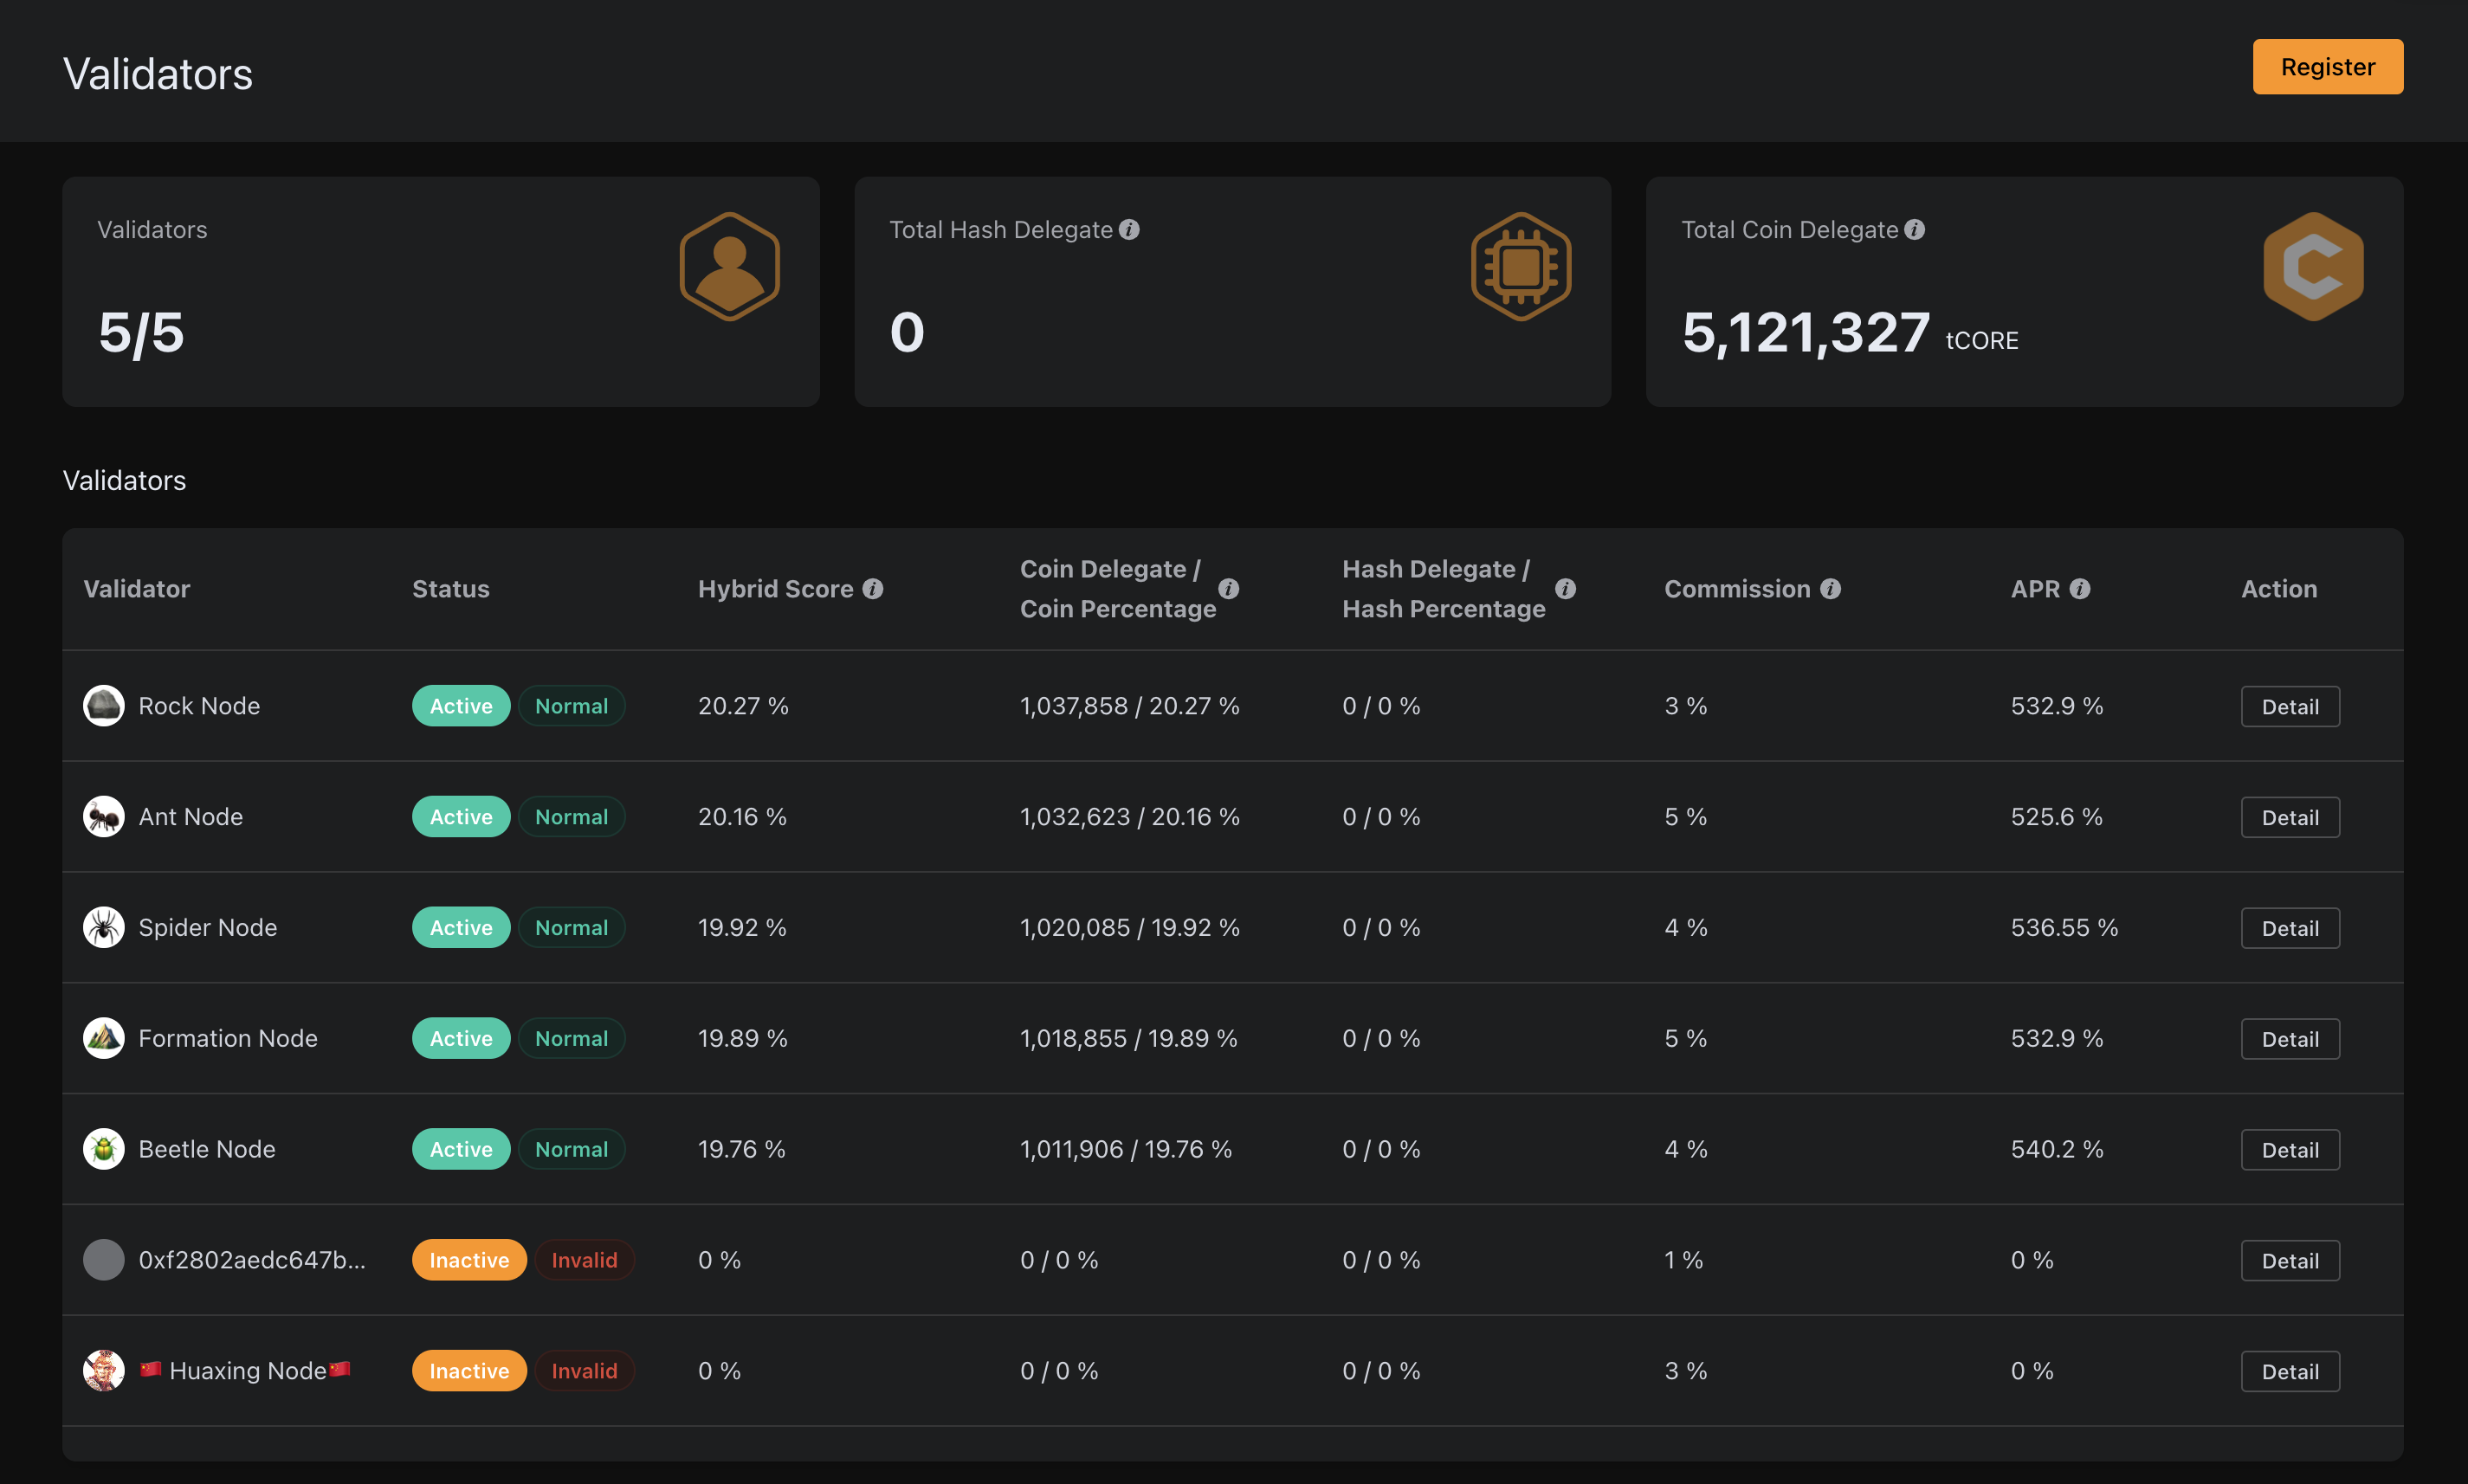 Validators
Register
Validators
5/5
Total Hash Delegate
0
Total Coin Delegate
5,121,327 tCORE
Validators
Validator Status Hybrid Score Coin Delegate / Coin Percentage Hash Delegate / Hash Percentage Commission APR Action
Rock Node Active Normal 20.27 % 1,037,858 / 20.27 % 0 / 0 % 3 % 532.9 % Detail
Ant Node Active Normal 20.16 % 1,032,623 / 20.16 % 0 / 0 % 5 % 525.6 % Detail
Spider Node Active Normal 19.92 % 1,020,085 / 19.92 % 0 / 0 % 4 % 536.55 % Detail
Formation Node Active Normal 19.89 % 1,018,855 / 19.89 % 0 / 0 % 5 % 532.9 % Detail
Beetle Node Active Normal 19.76 % 1,011,906 / 19.76 % 0 / 0 % 4 % 540.2 % Detail
0xf2802aedc647b... Inactive Invalid 0 % 0 / 0 % 0 / 0 % 1 % 0 % Detail
🇨🇳 Huaxing Node🇨🇳 Inactive Invalid 0 % 0 / 0 % 0 / 0 % 3 % 0 % Detail